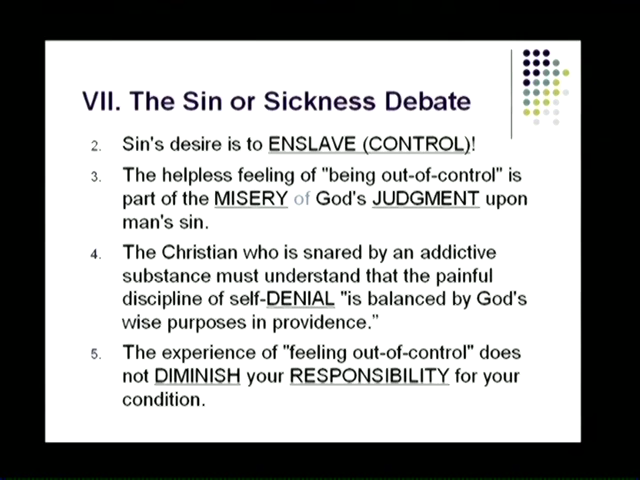 VII. The Sin or Sickness Debate
2. Sin's desire is to ENSLAVE (CONTROL)!
3. The helpless feeling of "being out-of-control" is
part of the MISERY of God's JUDGMENT upon
man's sin.
4. The Christian who is snared by an addictive
substance must understand that the painful
discipline of self-DENIAL "is balanced by God's
wise purposes in providence.”
5. The experience of "feeling out-of-control" does
not DIMINISH your RESPONSIBILITY for your
condition.